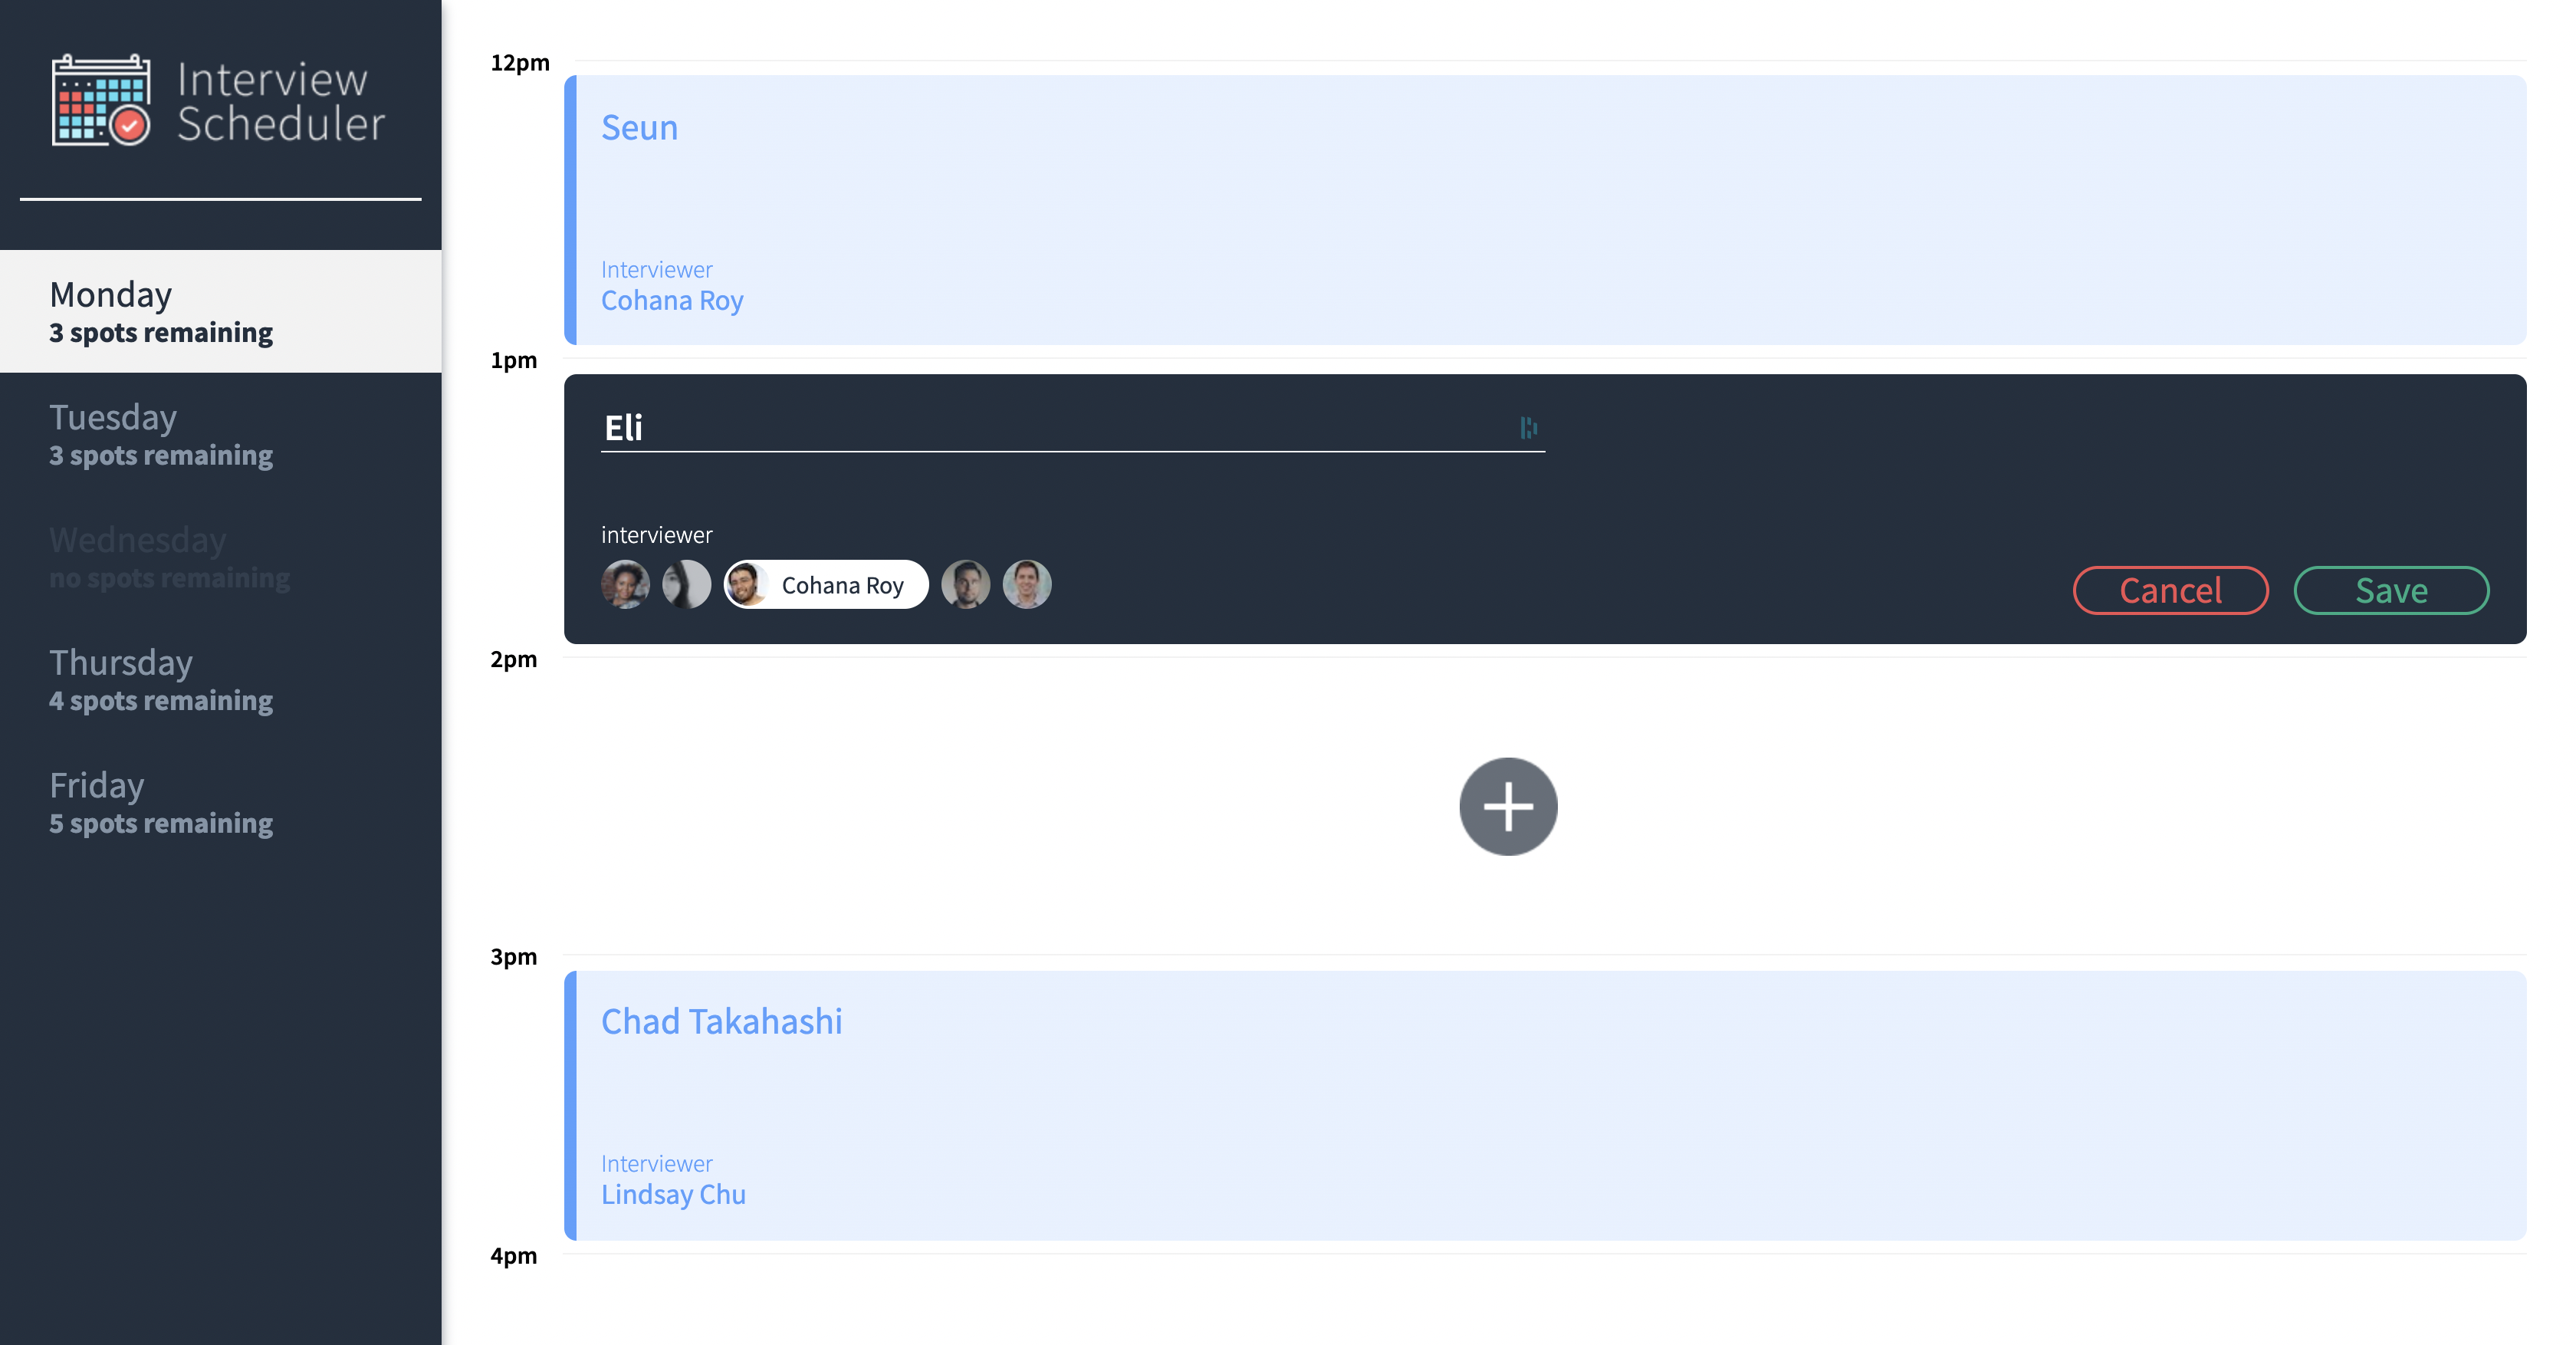 Interview
Scheduler
Monday
3 spots remaining
Tuesday
3 spots remaining
Wednesday
no spots remaining
Thursday
4 spots remaining
Friday
5 spots remaining
12pm
Seun
Interviewer
Cohana Roy
1pm
Eli
interviewer
Cohana Roy
Cancel
Save
2pm
3pm
Chad Takahashi
Interviewer
Lindsay Chu
4pm